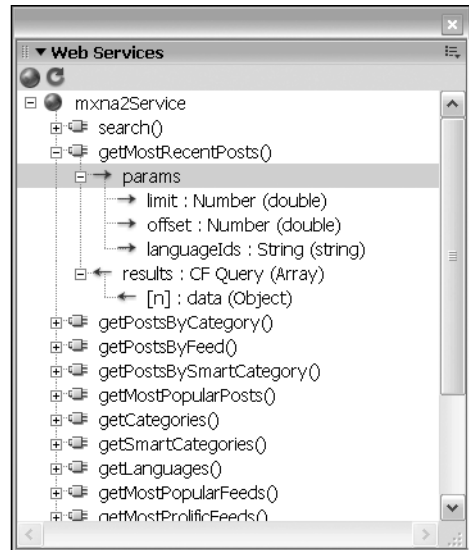 Web Services
mxna2Service
search()
getMostRecentPosts()
params
limit : Number (double)
offset : Number (double)
languageIds : String (string)
results : CF Query (Array)
[n] : data (Object)
getPostsByCategory()
getPostsByFeed()
getPostsBySmartCategory()
getMostPopularPosts()
getCategories()
getSmartCategories()
getLanguages()
getMostPopularFeeds()
getMostProlificFeeds()